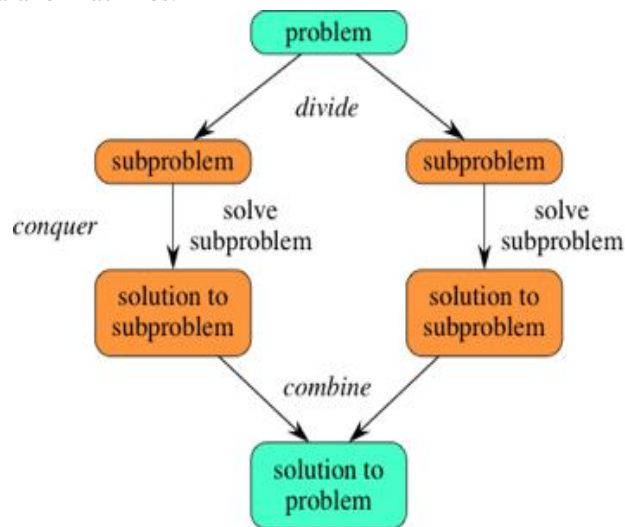 problem
divide
subproblem
subproblem
conquer
solve
subproblem
solve
subproblem
solution to
subproblem
solution to
subproblem
combine
solution to
problem